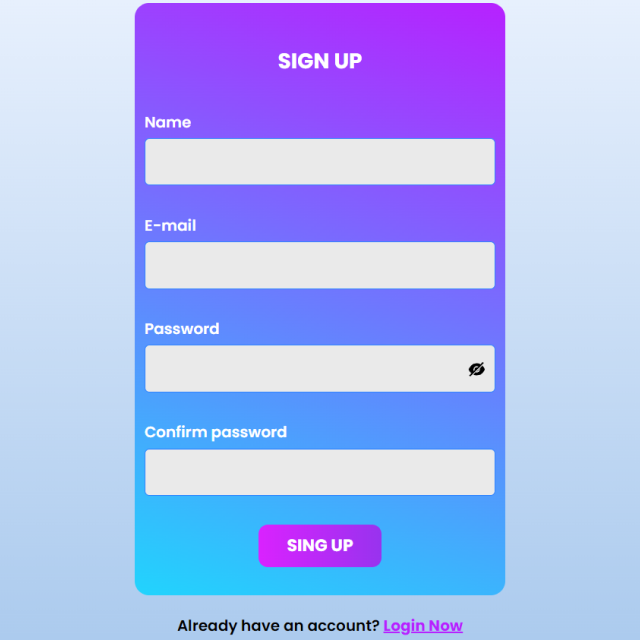 SIGN UP
Name
E-mail
Password
Confirm password
SING UP
Already have an account? Login Now